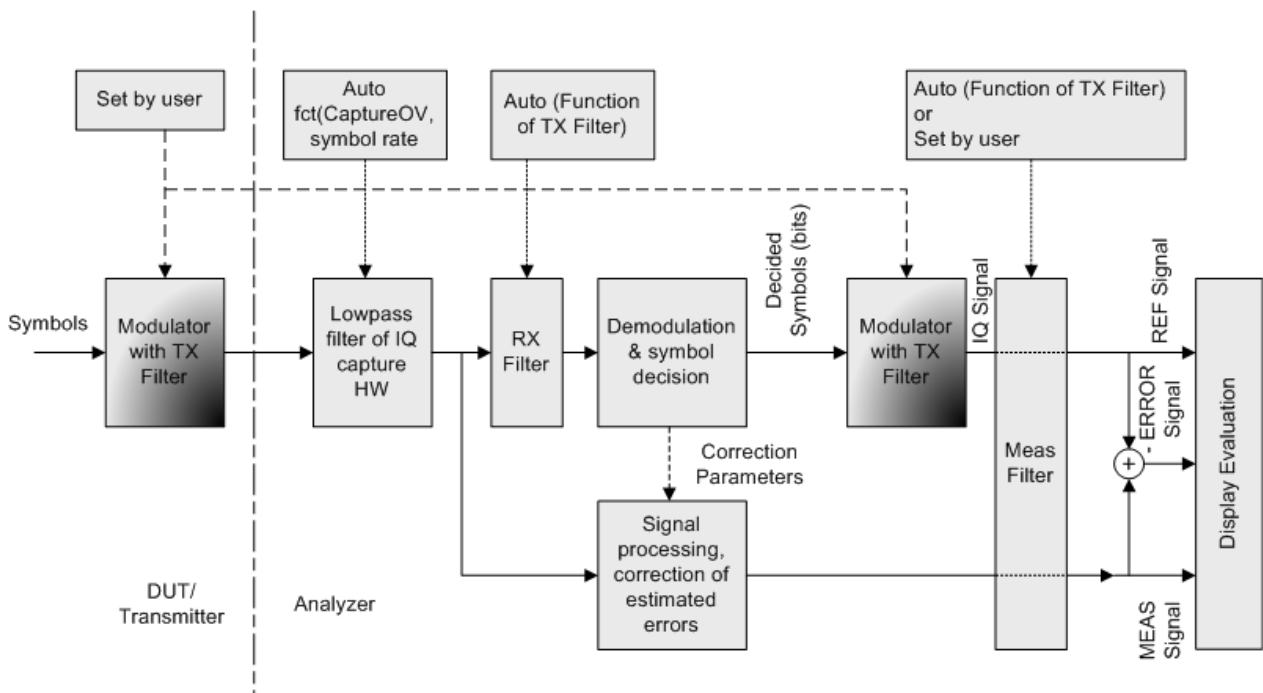 Set by user
Auto
fct(CaptureOV,
symbol rate
Auto (Function
of TX Filter)
Auto (Function of TX Filter)
or
Set by user
Symbols
Modulator
with TX
Filter
Lowpass
filter of IQ
capture
HW
RX
Filter
Demodulation
& symbol
decision
Decided
Symbols (bits)
Modulator
with TX
Filter
IQ Signal
Meas
Filter
REF Signal
- ERROR
Signal
+
MEAS
Signal
Display Evaluation
Correction
Parameters
Signal
processing,
correction of
estimated
errors
DUT/
Transmitter
Analyzer